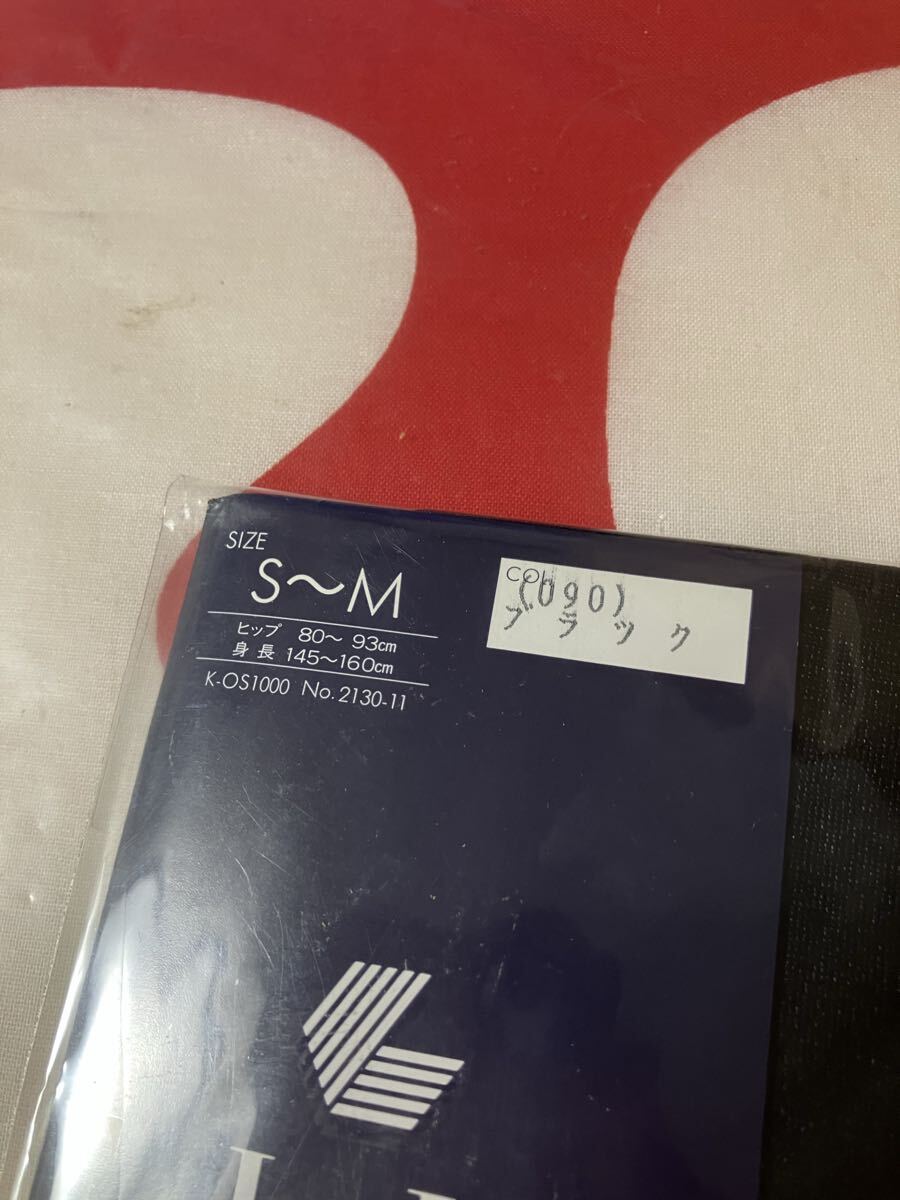 SIZE
S〜M
ヒップ 80〜 93cm
身長 145〜160cm
K-OS1000 No.2130-11
(090)
ブラック